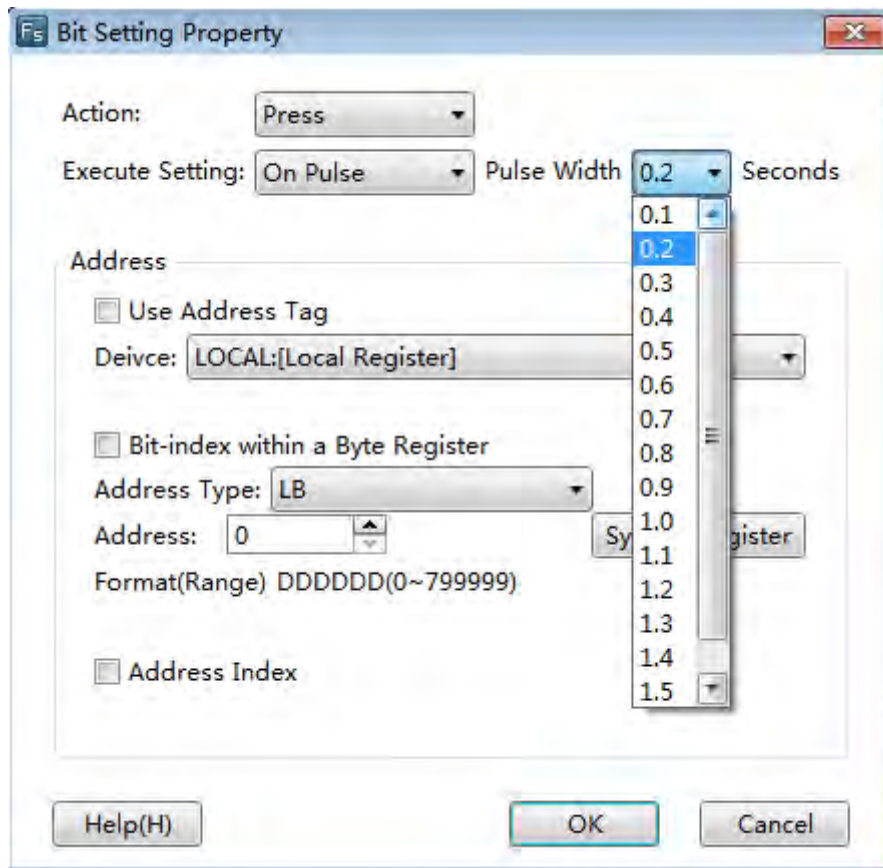 Fs Bit Setting Property
Action: Press
Execute Setting: On Pulse Pulse Width 0.2 Seconds
0.1
0.2
0.3
0.4
0.5
0.6
0.7
0.8
0.9
1.0
1.1
1.2
1.3
1.4
1.5
Address
Use Address Tag
Deivce: LOCAL:[Local Register]
Bit-index within a Byte Register
Address Type: LB
Address: 0
Sy gister
Format(Range) DDDDDD(0~799999)
Address Index
Help(H) OK Cancel